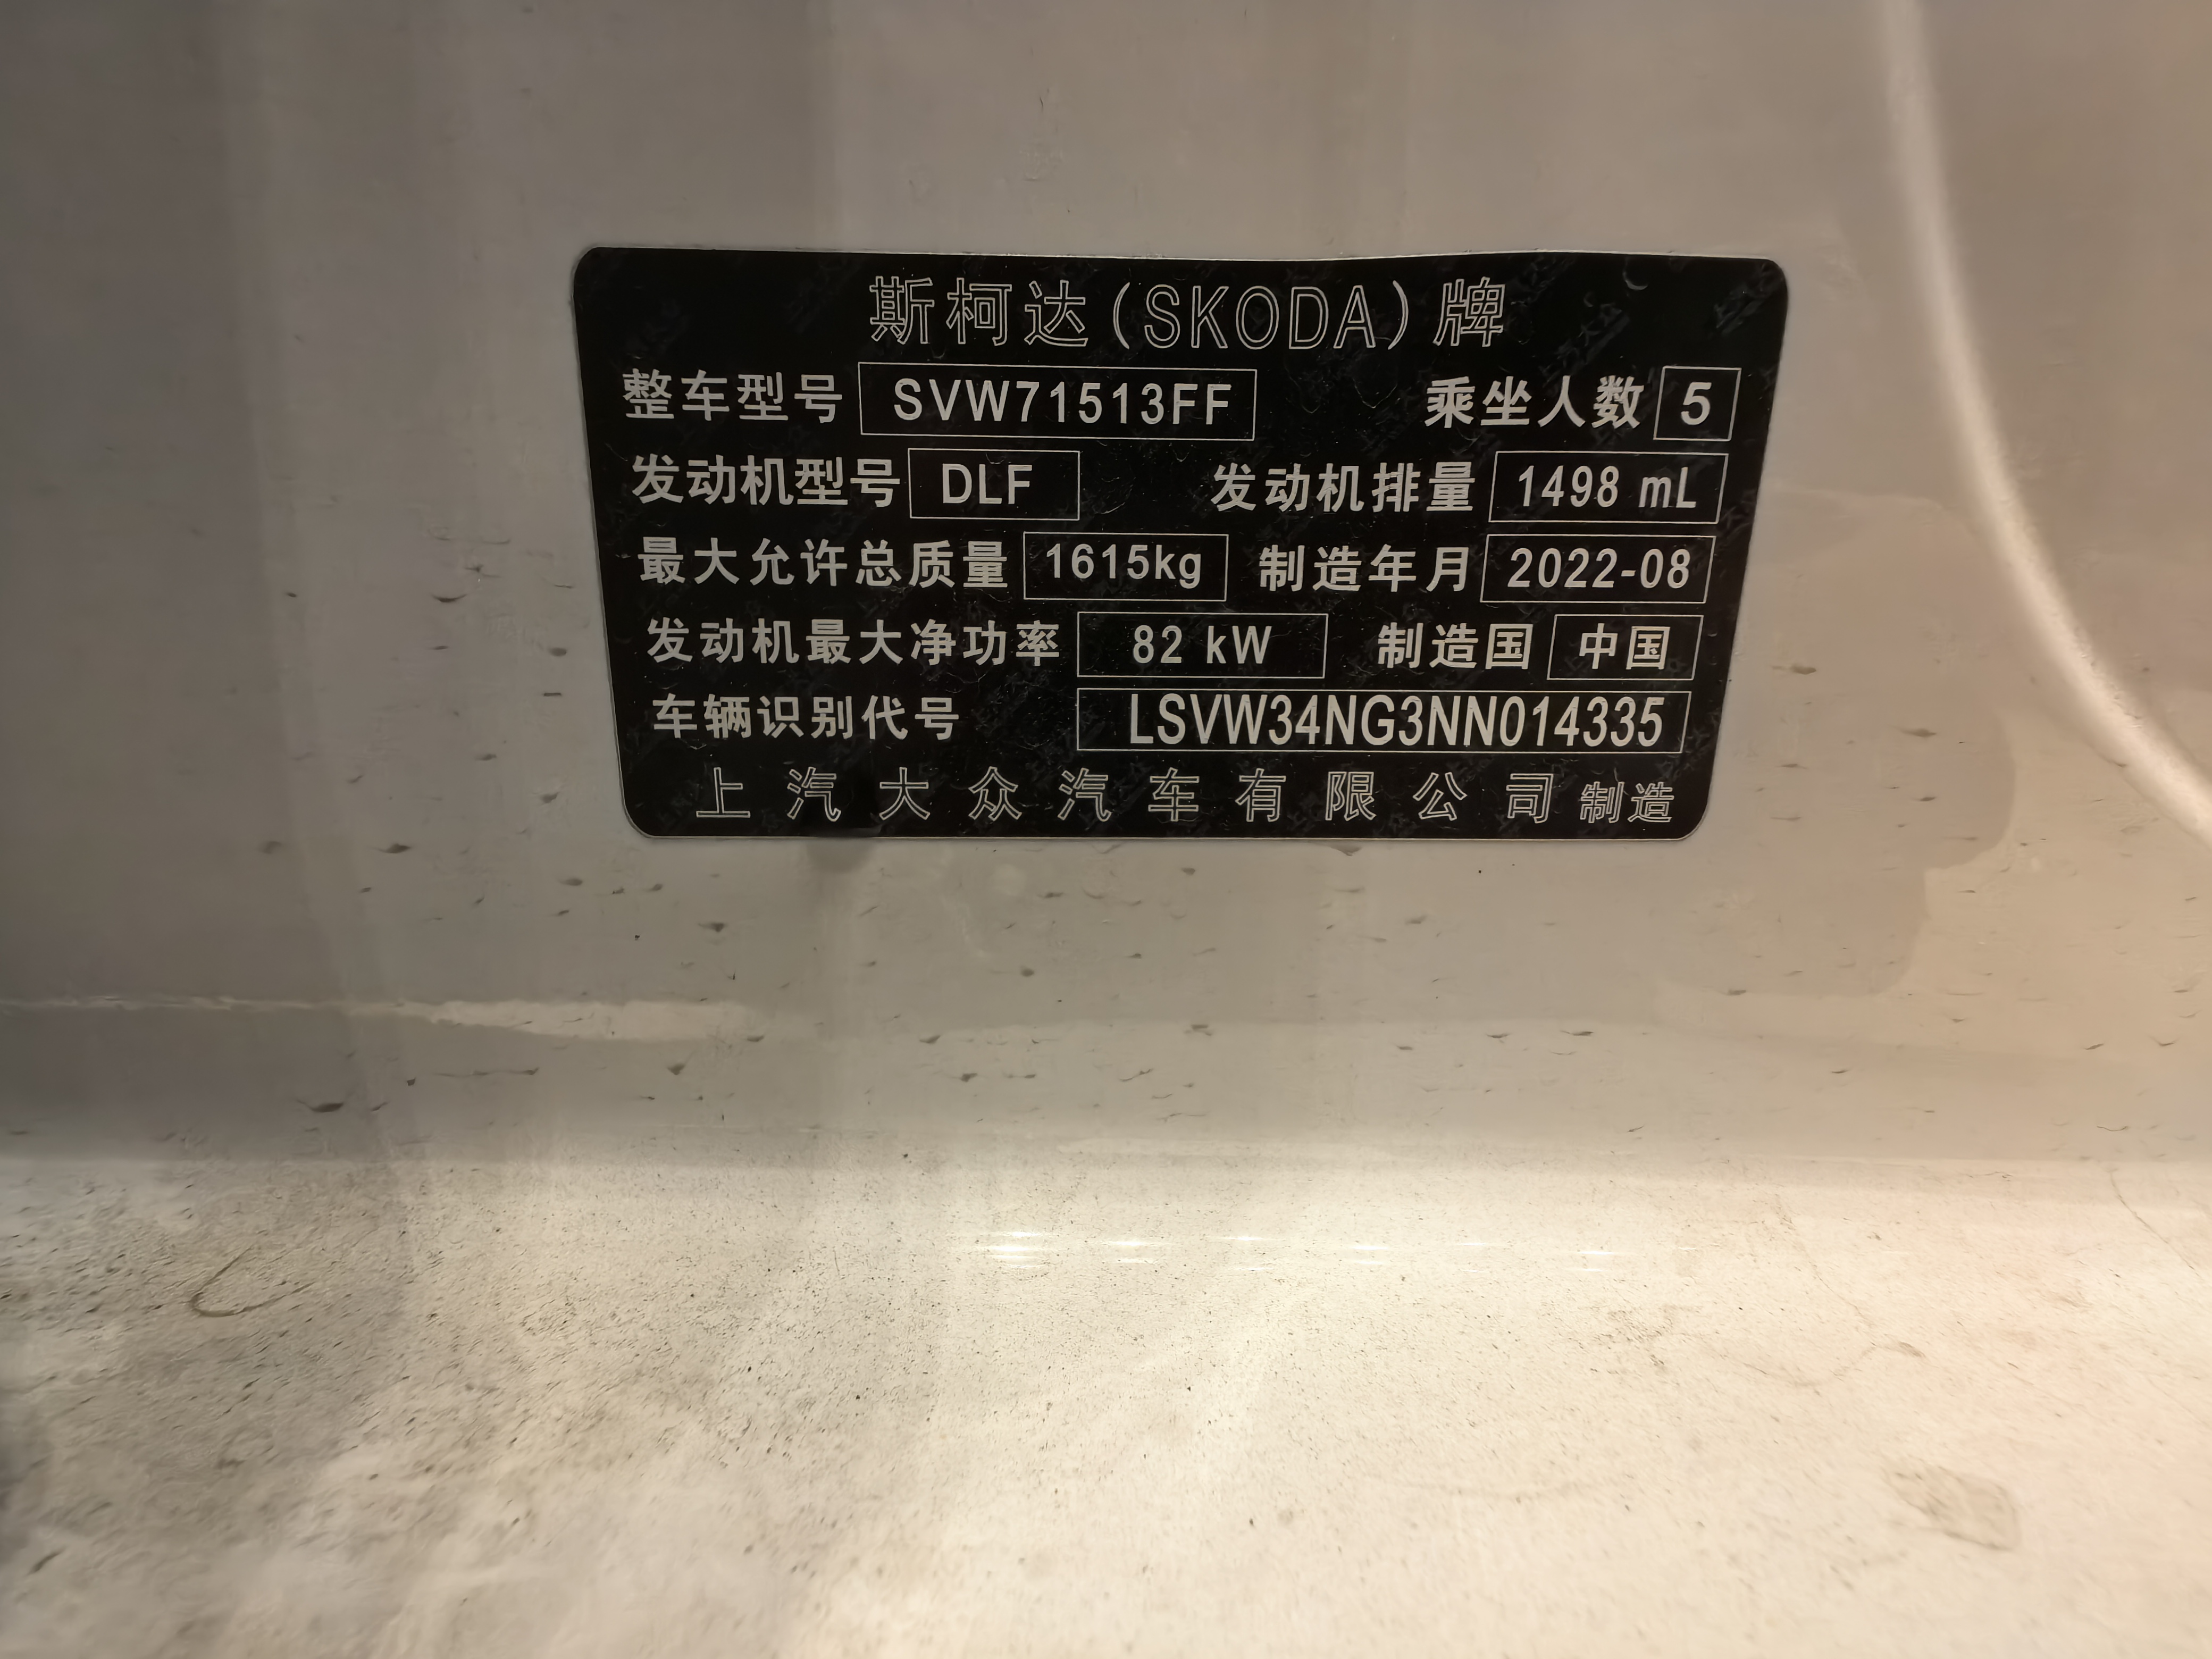 斯柯达(SKODA)牌
整车型号 SVW71513FF 乘坐人数 5
发动机型号 DLF 发动机排量 1498 mL
最大允许总质量 1615kg 制造年月 2022-08
发动机最大净功率 82 kW 制造国 中国
车辆识别代号 LSVW34NG3NN014335
上汽大众汽车有限公司制造